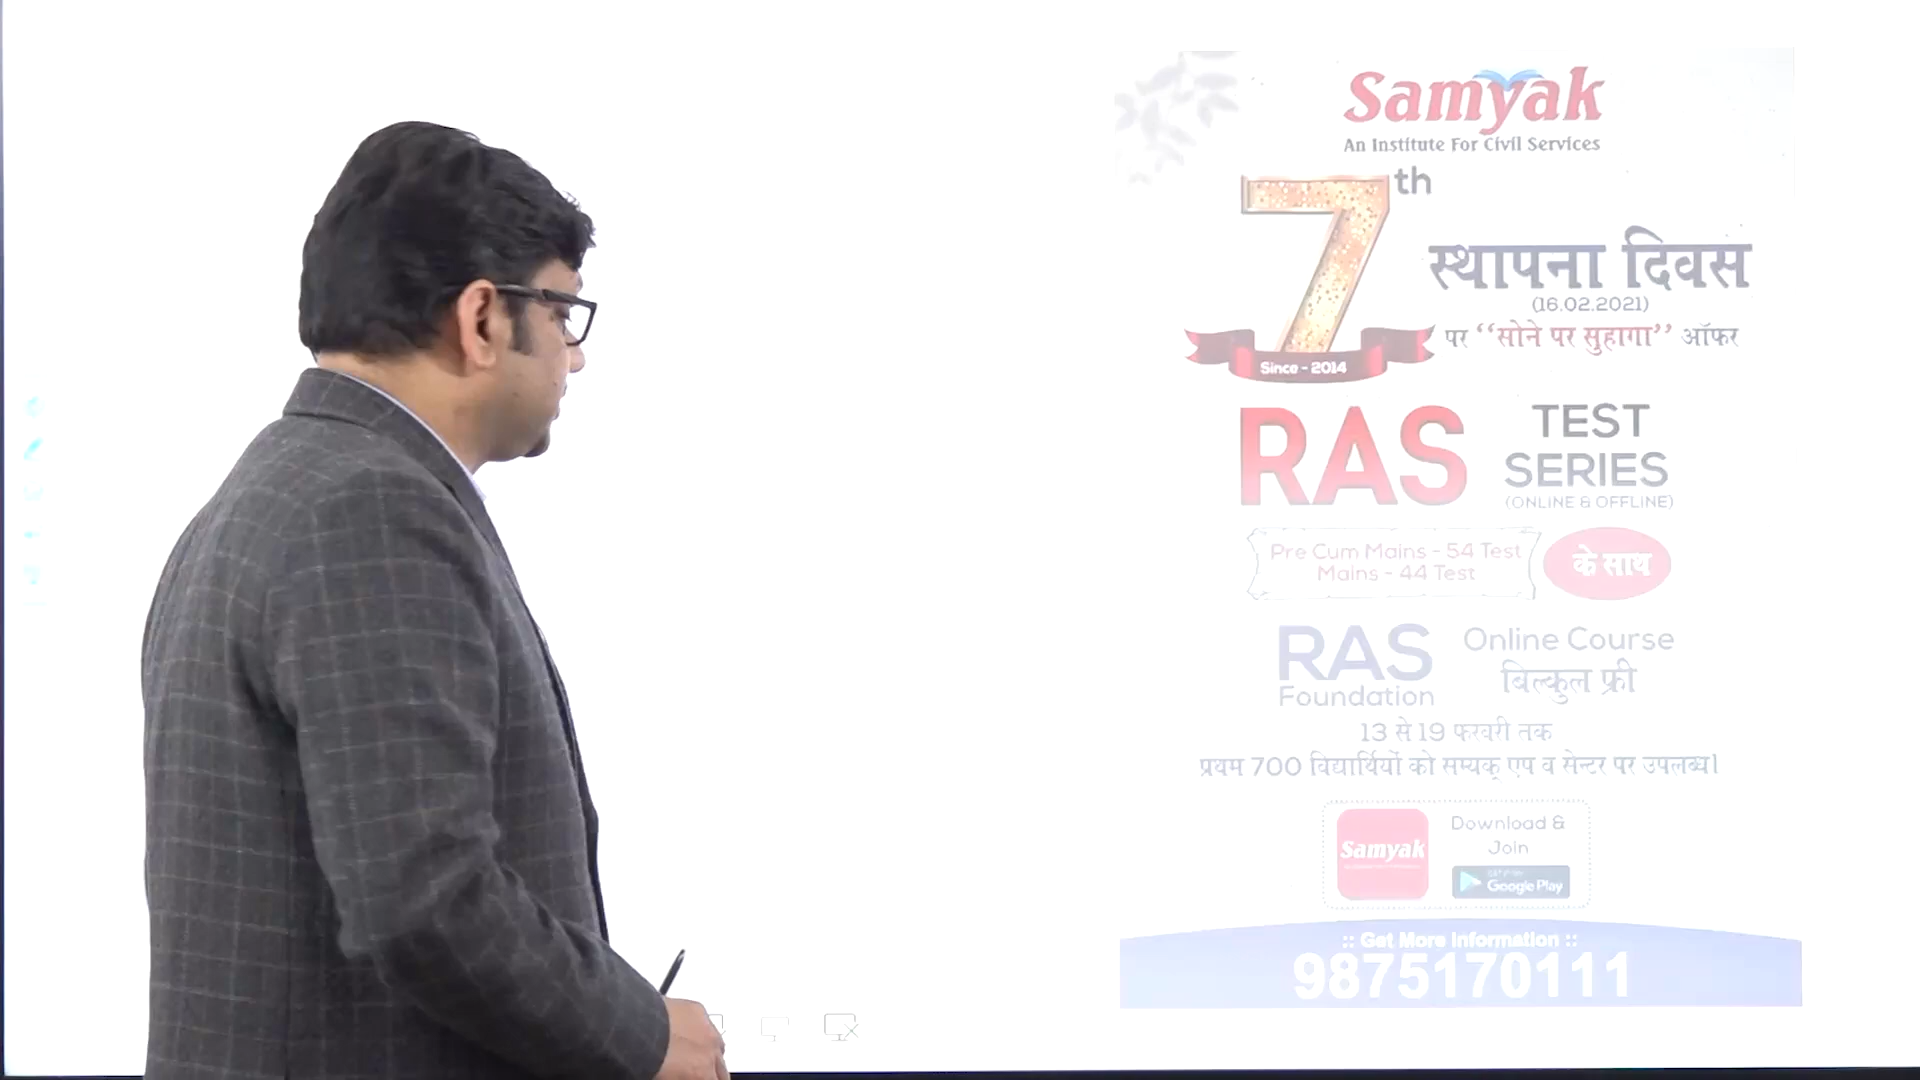 Samyak
An Institute For Civil Services
7th
स्थापना दिवस
(16.02.2021)
पर “सोने पर सुहागा” ऑफर
Since - 2014
RAS TEST SERIES
(ONLINE & OFFLINE)
Pre Cum Mains - 54 Test
Mains - 44 Test
के साथ
RAS Foundation
Online Course
बिल्कुल फ्री
13 से 19 फरवरी तक
प्रथम 700 विद्यार्थियों को सम्यक् एप व सेन्टर पर उपलब्ध।
Samyak
Download &
Join
Google Play
:: Get More Information ::
9875170111